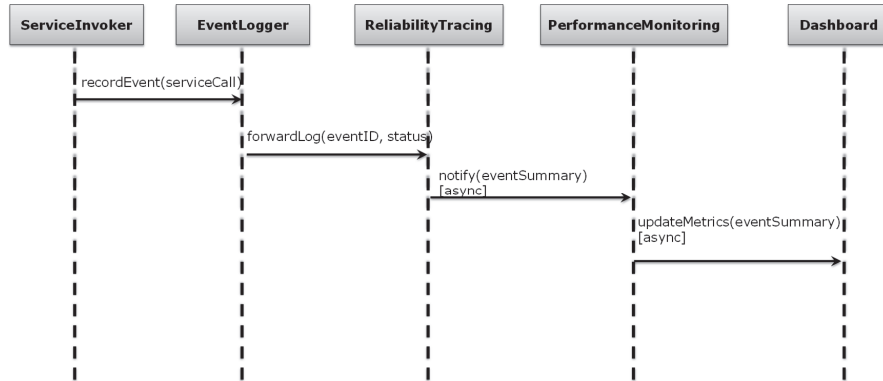 ServiceInvoker
EventLogger
ReliabilityTracing
PerformanceMonitoring
Dashboard
recordEvent(serviceCall)
forwardLog(eventID, status)
notify(eventSummary)
[async]
updateMetrics(eventSummary)
[async]